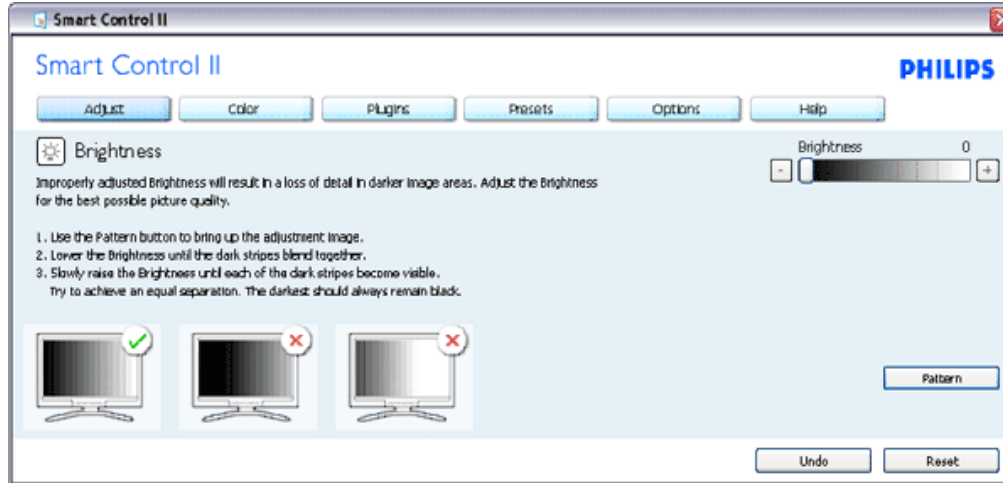 Smart Control II
Smart Control II
PHILIPS
Adjust Color Plugins Presets Options Help
Brightness
Brightness 0
- +
Improperly adjusted Brightness will result in a loss of detail in darker image areas. Adjust the Brightness
for the best possible picture quality.
1. Use the Pattern button to bring up the adjustment image.
2. Lower the Brightness until the dark stripes blend together.
3. Slowly raise the Brightness until each of the dark stripes become visible.
Try to achieve an equal separation. The darkest should always remain black.
Pattern
Undo Reset